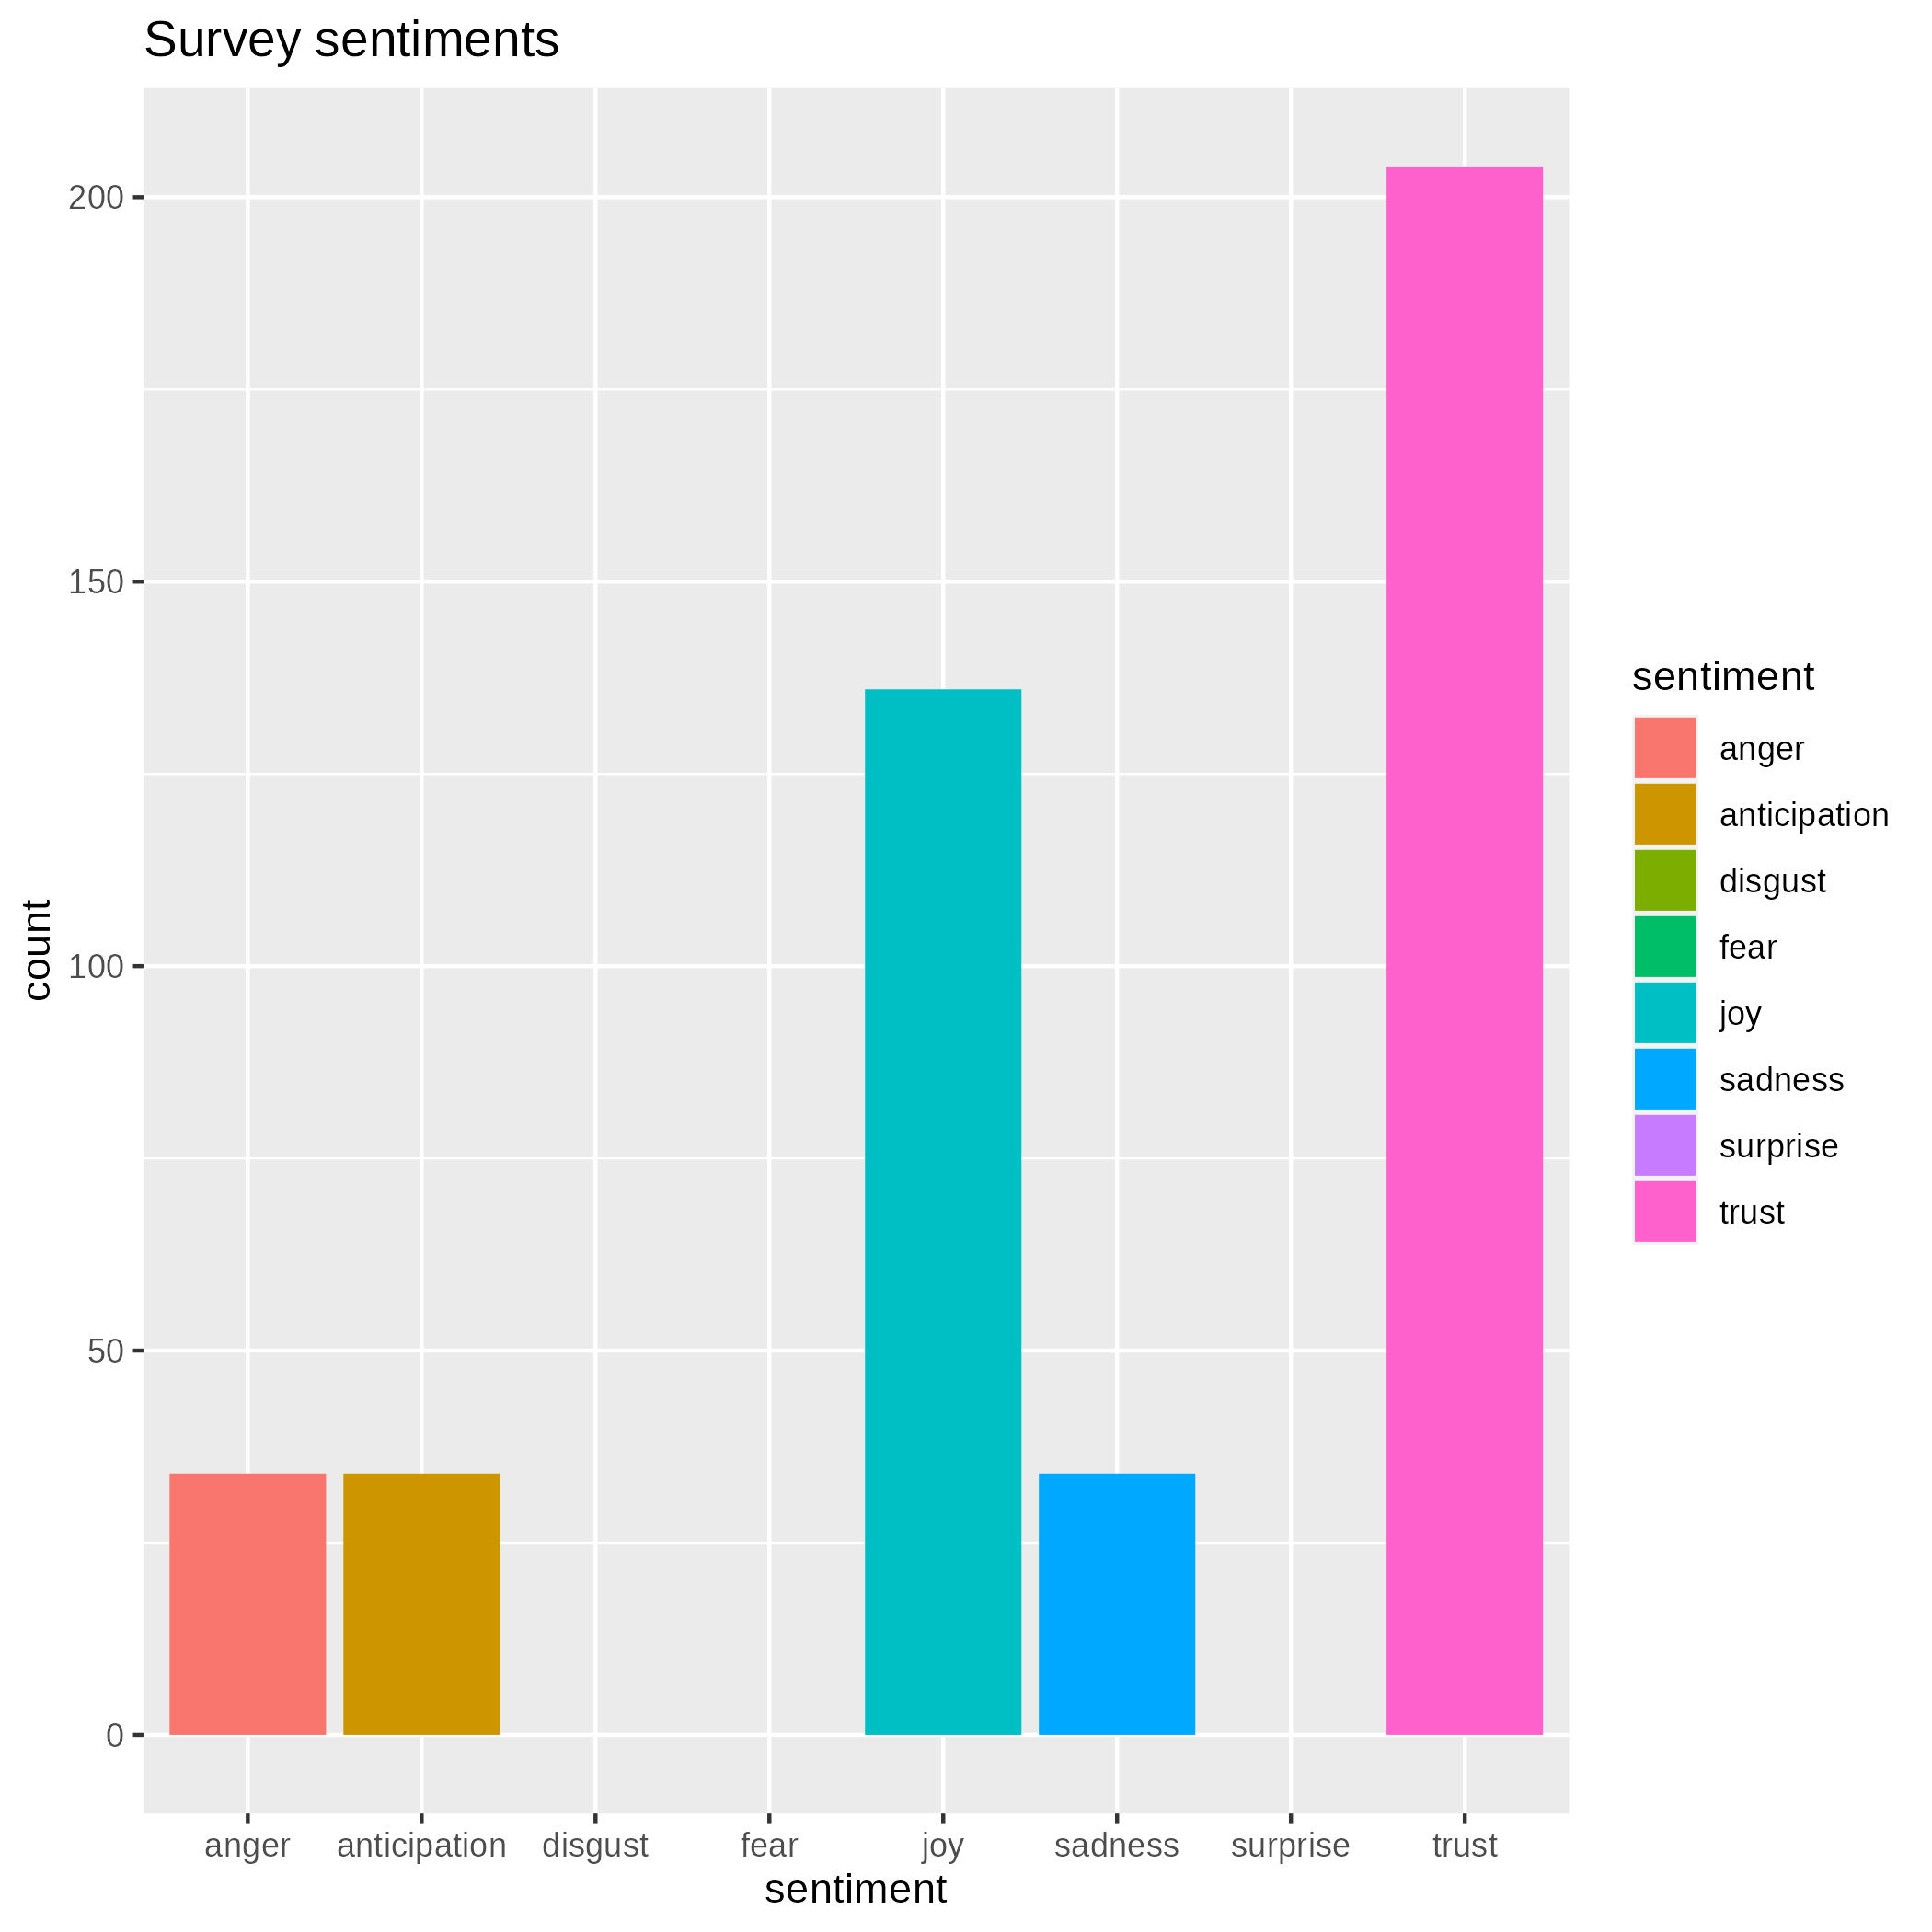 Survey sentiments
count
200
150
100
50
0
anger anticipation disgust fear joy sadness surprise trust
sentiment
sentiment
anger
anticipation
disgust
fear
joy
sadness
surprise
trust